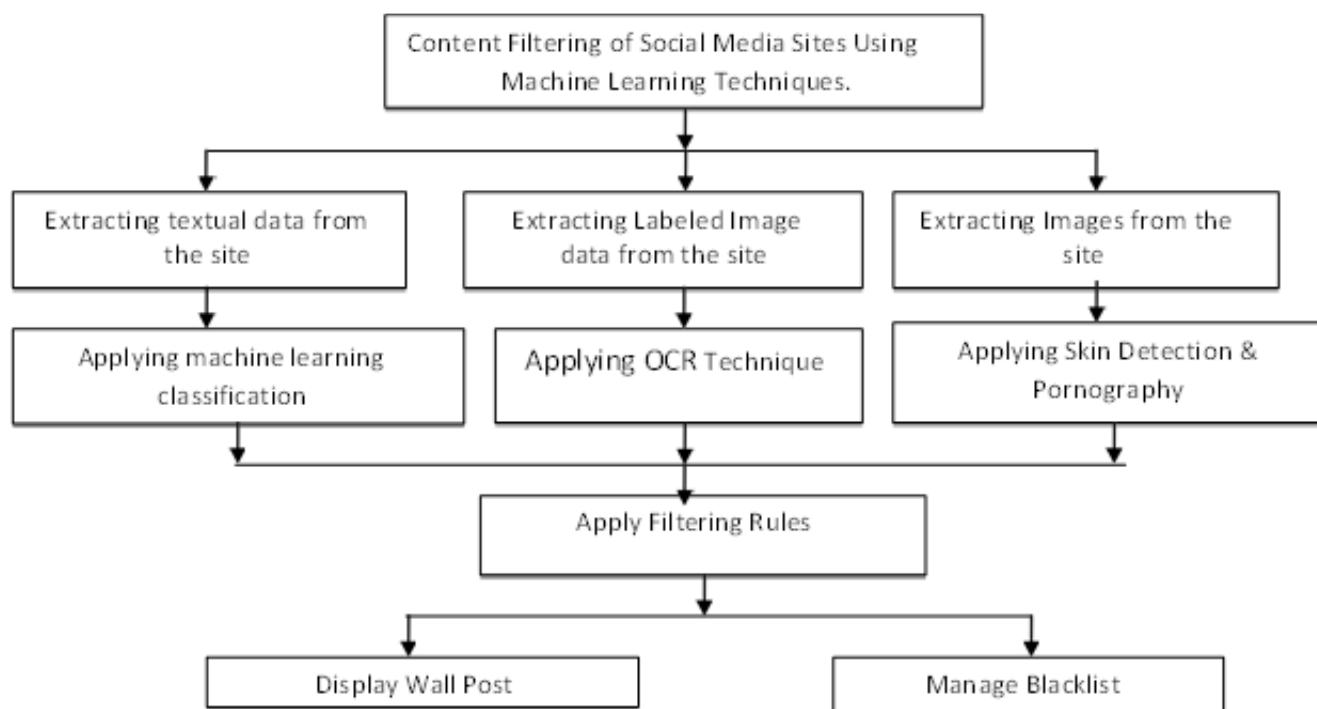 Content Filtering of Social Media Sites Using
Machine Learning Techniques.
Extracting textual data from
the site
Extracting Labeled Image
data from the site
Extracting Images from the
site
Applying machine learning
classification
Applying OCR Technique
Applying Skin Detection &
Pornography
Apply Filtering Rules
Display Wall Post
Manage Blacklist